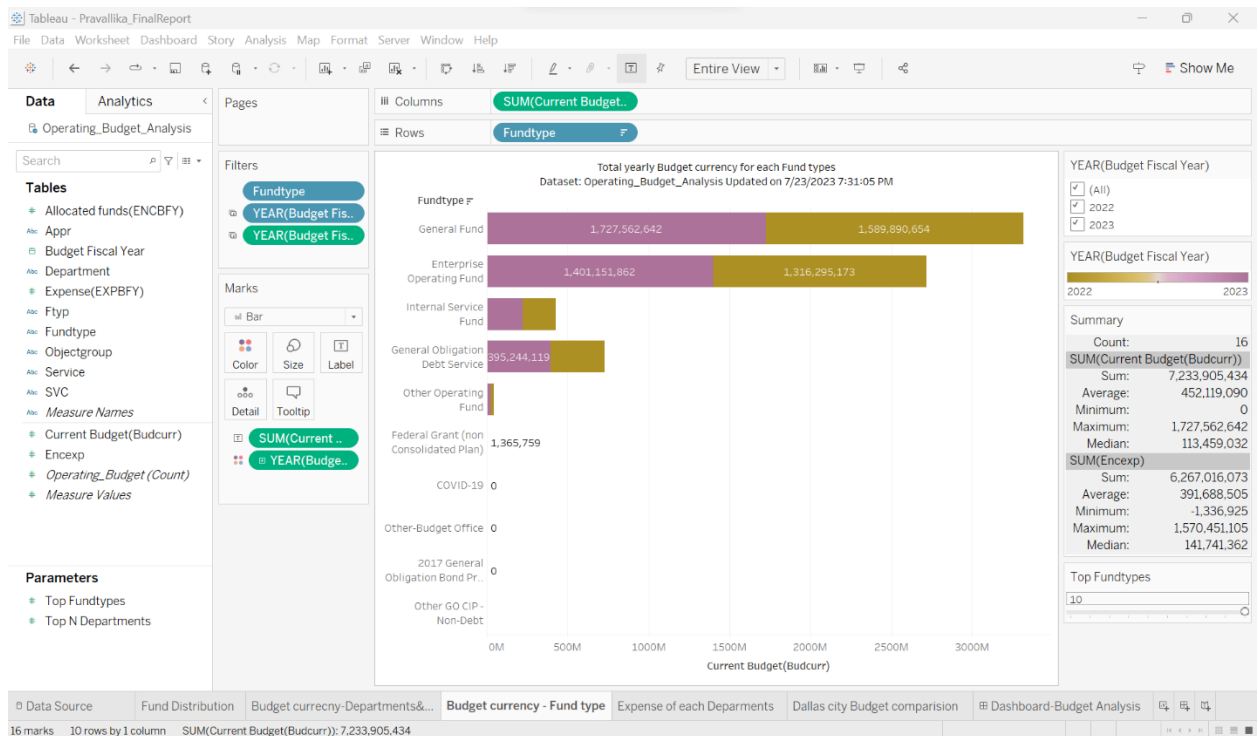 Tableau - Pravallika_FinalReport
File Data Worksheet Dashboard Story Analysis Map Format Server Window Help
Entire View
Show Me
Data Analytics
Operating_Budget_Analysis
Search
Tables
Allocated funds(ENCBFY)
Abc Appr
Budget Fiscal Year
Abc Department
Expense(EXPBFY)
Abc Ftyp
Abc Fundtype
Abc Objectgroup
Abc Service
Abc SVC
Abc Measure Names
Current Budget(Budcurr)
Encexp
Operating_Budget (Count)
Measure Values
Parameters
Top Fundtypes
Top N Departments
Pages
Filters
Fundtype
YEAR(Budget Fis..
YEAR(Budget Fis..
Marks
Bar
Color Size Label
Detail Tooltip
SUM(Current ..
YEAR(Budge..
Columns SUM(Current Budget..
Rows Fundtype
Total yearly Budget currency for each Fund types
Dataset: Operating_Budget_Analysis Updated on 7/23/2023 7:31:05 PM
Fundtype
General Fund 1,727,562,642 1,589,890,654
Enterprise
Operating Fund 1,401,151,862 1,316,295,173
Internal Service
Fund
General Obligation
Debt Service 395,244,119
Other Operating
Fund
Federal Grant (non
Consolidated Plan) 1,365,759
COVID-19 0
Other-Budget Office 0
2017 General
Obligation Bond Pr.. 0
Other GO CIP -
Non-Debt
0M 500M 1000M 1500M 2000M 2500M 3000M
Current Budget(Budcurr)
YEAR(Budget Fiscal Year)
(All)
2022
2023
YEAR(Budget Fiscal Year)
2022 2023
Summary
Count: 16
SUM(Current Budget(Budcurr))
Sum: 7,233,905,434
Average: 452,119,090
Minimum: 0
Maximum: 1,727,562,642
Median: 113,459,032
SUM(Encexp)
Sum: 6,267,016,073
Average: 391,688,505
Minimum: -1,336,925
Maximum: 1,570,451,105
Median: 141,741,362
Top Fundtypes
10
Data Source Fund Distribution Budget currecny-Departments&... Budget currency - Fund type Expense of each Deparments Dallas city Budget comparision Dashboard-Budget Analysis
16 marks 10 rows by 1 column SUM(Current Budget(Budcurr)): 7,233,905,434